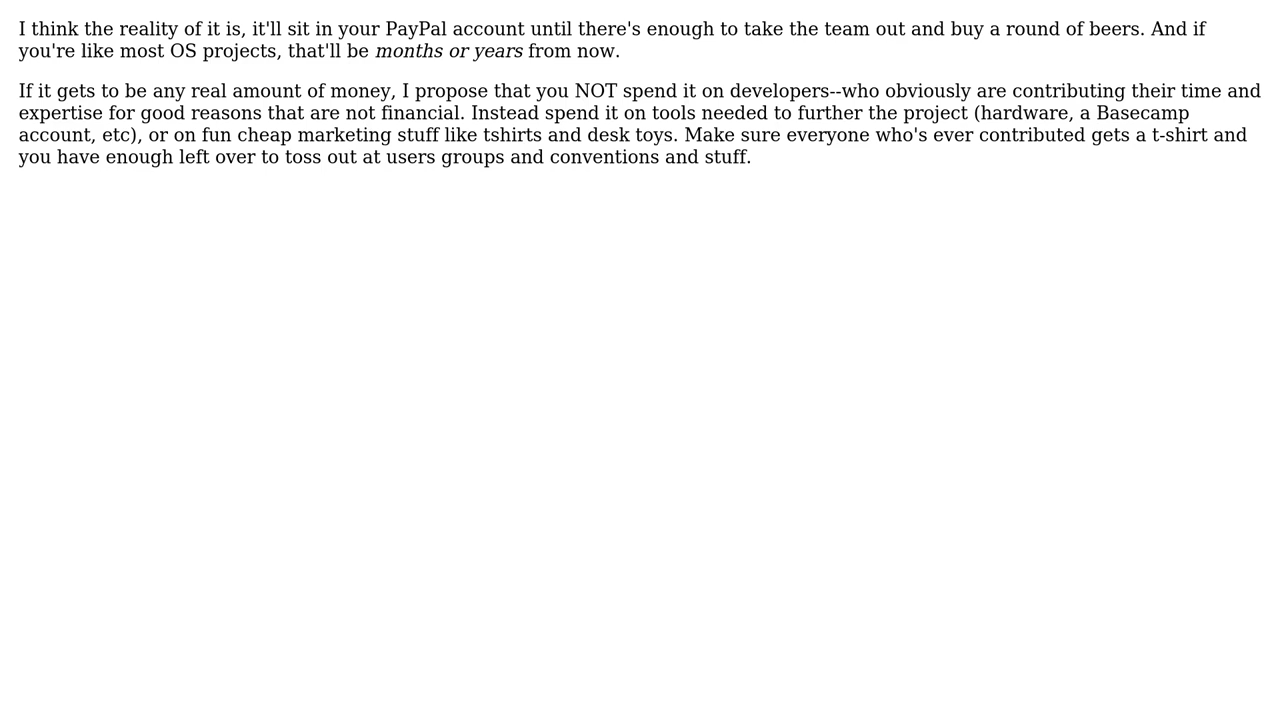 I think the reality of it is, it'll sit in your PayPal account until there's enough to take the team out and buy a round of beers. And if
you're like most OS projects, that'll be months or years from now.
If it gets to be any real amount of money, I propose that you NOT spend it on developers--who obviously are contributing their time and
expertise for good reasons that are not financial. Instead spend it on tools needed to further the project (hardware, a Basecamp
account, etc), or on fun cheap marketing stuff like tshirts and desk toys. Make sure everyone who's ever contributed gets a t-shirt and
you have enough left over to toss out at users groups and conventions and stuff.